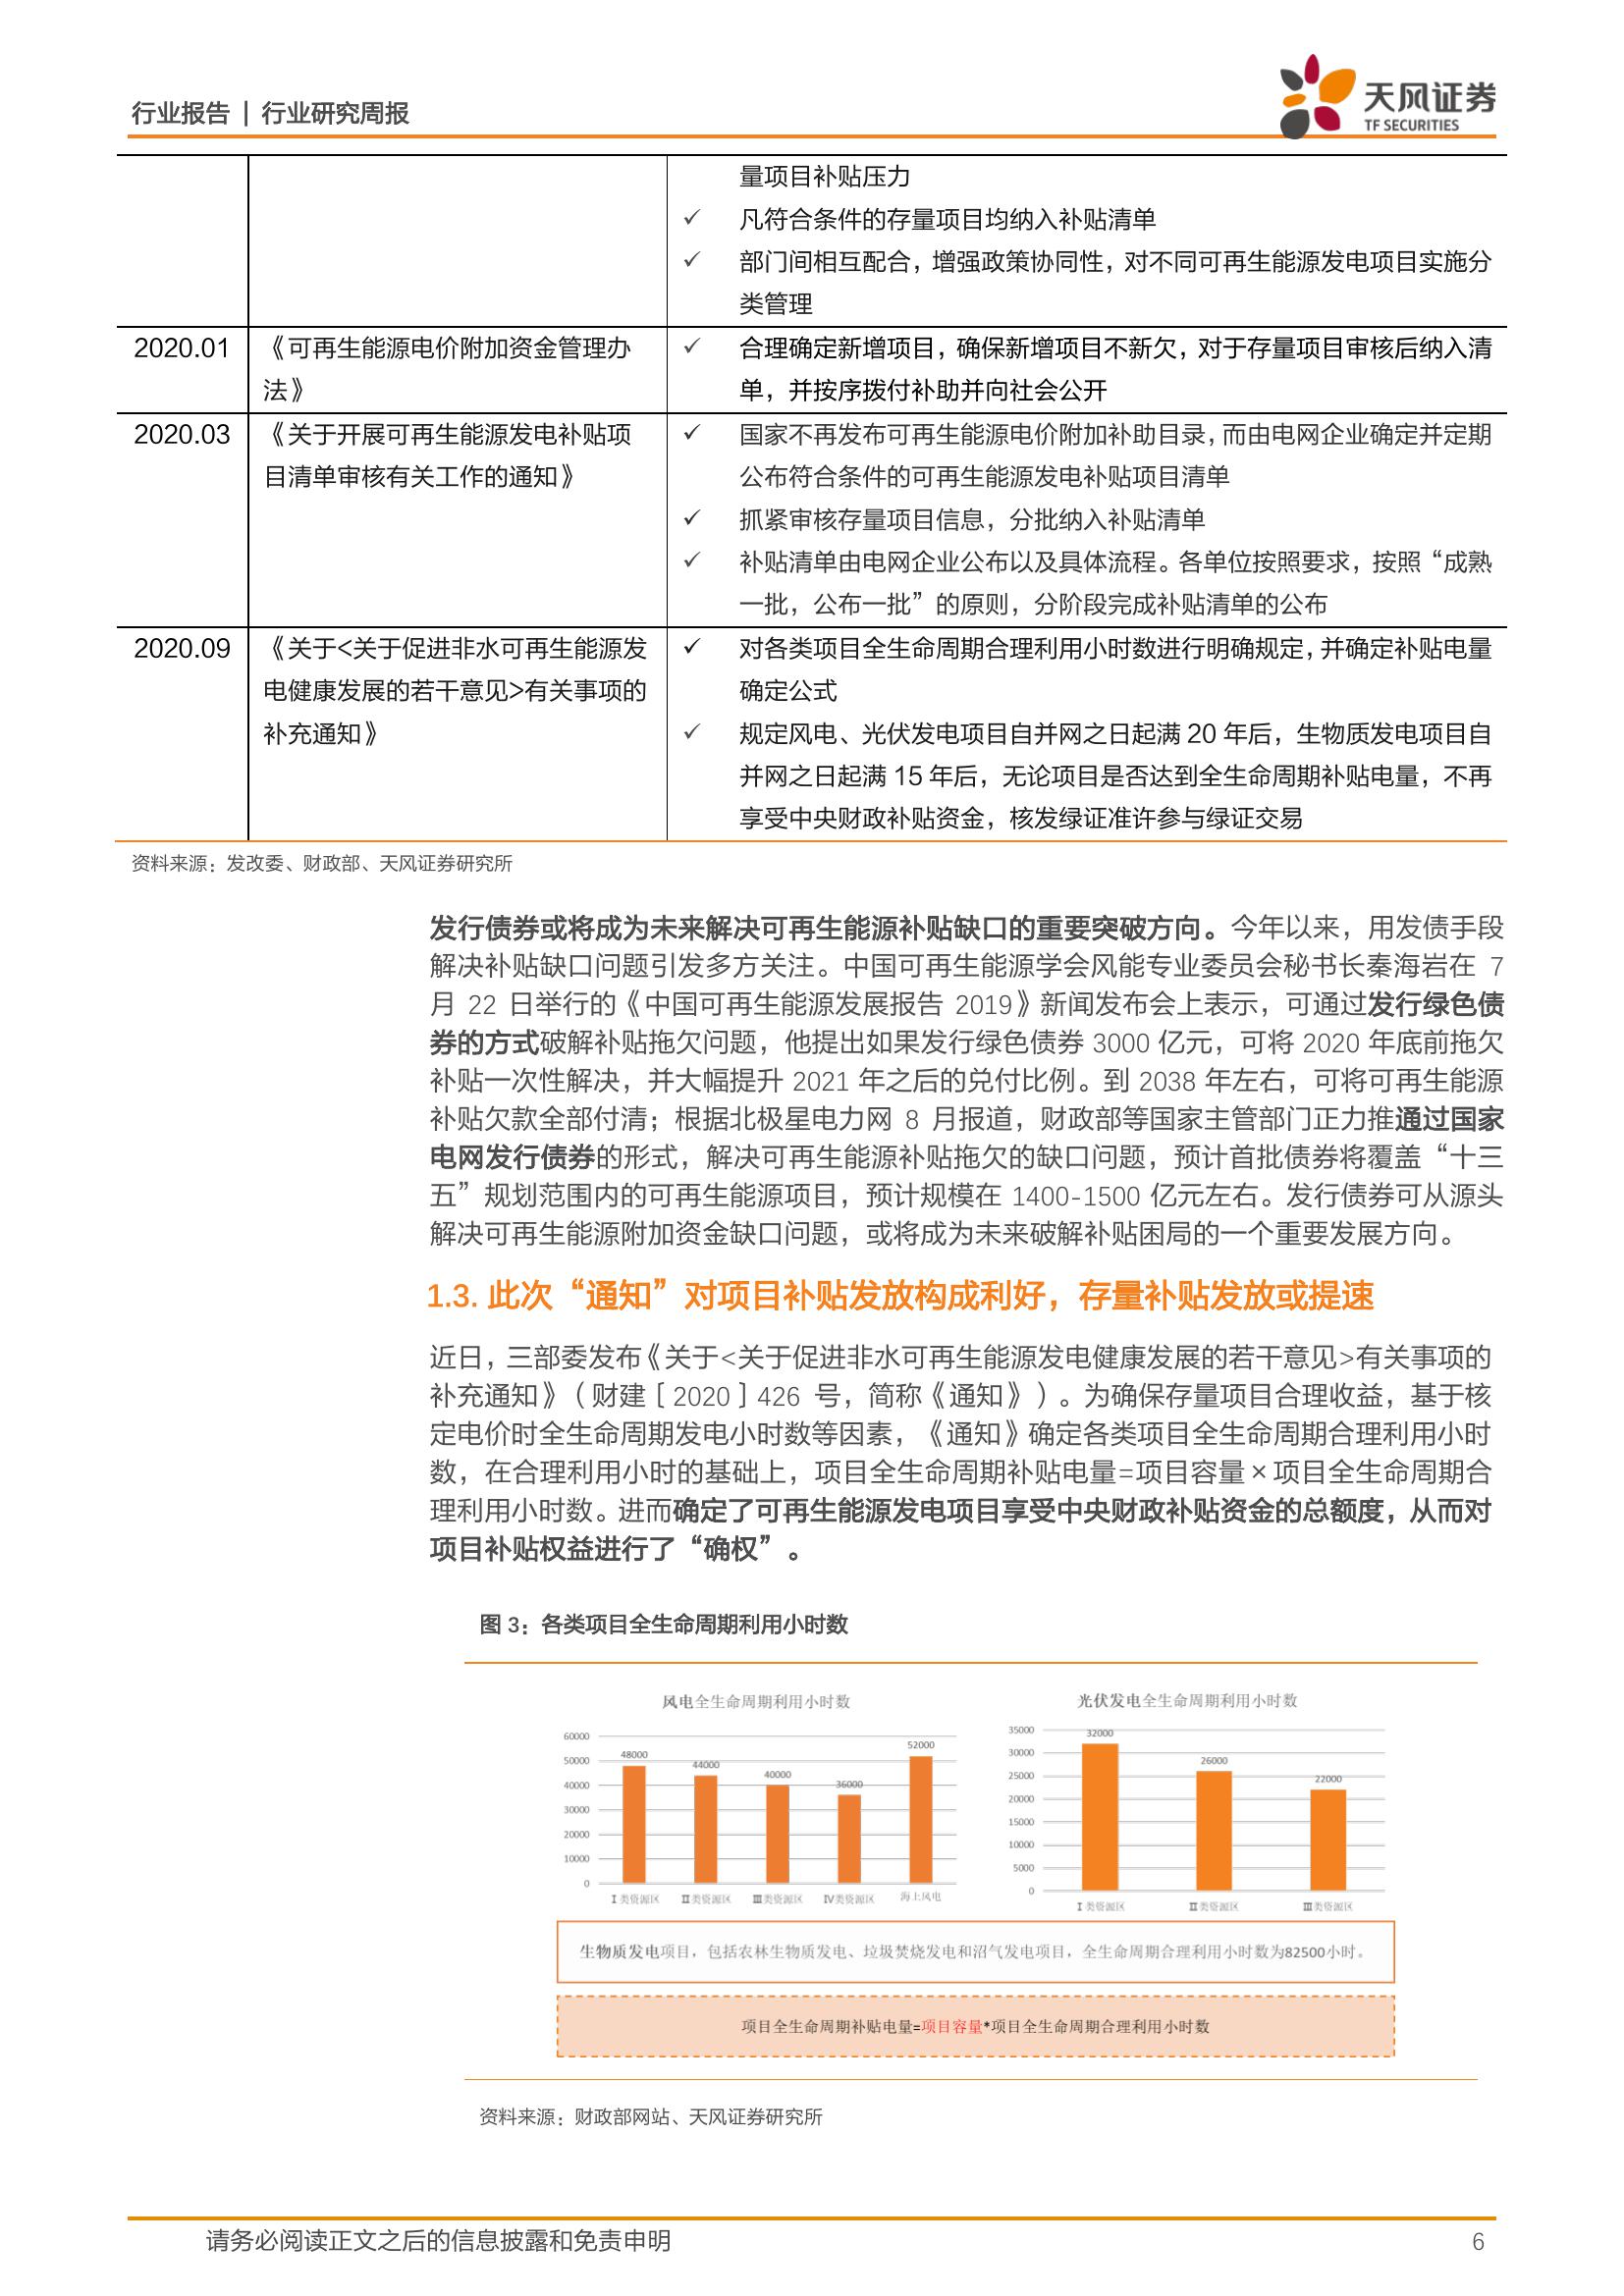 行业报告 | 行业研究周报
天风证券
TF SECURITIES
量项目补贴压力
✓ 凡符合条件的存量项目均纳入补贴清单
✓ 部门间相互配合，增强政策协同性，对不同可再生能源发电项目实施分
类管理
2020.01
《可再生能源电价附加资金管理办
法》
✓ 合理确定新增项目，确保新增项目不新欠，对于存量项目审核后纳入清
单，并按序拨付补助并向社会公开
2020.03
《关于开展可再生能源发电补贴项
目清单审核有关工作的通知》
✓ 国家不再发布可再生能源电价附加补助目录，而由电网企业确定并定期
公布符合条件的可再生能源发电补贴项目清单
✓ 抓紧审核存量项目信息，分批纳入补贴清单
✓ 补贴清单由电网企业公布以及具体流程。各单位按照要求，按照“成熟
一批，公布一批”的原则，分阶段完成补贴清单的公布
2020.09
《关于<关于促进非水可再生能源发
电健康发展的若干意见>有关事项的
补充通知》
✓ 对各类项目全生命周期合理利用小时数进行明确规定，并确定补贴电量
确定公式
✓ 规定风电、光伏发电项目自并网之日起满 20 年后，生物质发电项目自
并网之日起满 15 年后，无论项目是否达到全生命周期补贴电量，不再
享受中央财政补贴资金，核发绿证准许参与绿证交易
资料来源：发改委、财政部、天风证券研究所
发行债券或将成为未来解决可再生能源补贴缺口的重要突破方向。今年以来，用发债手段
解决补贴缺口问题引发多方关注。中国可再生能源学会风能专业委员会秘书长秦海岩在 7
月 22 日举行的《中国可再生能源发展报告 2019》新闻发布会上表示，可通过发行绿色债
券的方式破解补贴拖欠问题，他提出如果发行绿色债券 3000 亿元，可将 2020 年底前拖欠
补贴一次性解决，并大幅提升 2021 年之后的兑付比例。到 2038 年左右，可将可再生能源
补贴欠款全部付清；根据北极星电力网 8 月报道，财政部等国家主管部门正力推通过国家
电网发行债券的形式，解决可再生能源补贴拖欠的缺口问题，预计首批债券将覆盖“十三
五”规划范围内的可再生能源项目，预计规模在 1400-1500 亿元左右。发行债券可从源头
解决可再生能源附加资金缺口问题，或将成为未来破解补贴困局的一个重要发展方向。
1.3. 此次“通知”对项目补贴发放构成利好，存量补贴发放或提速
近日，三部委发布《关于<关于促进非水可再生能源发电健康发展的若干意见>有关事项的
补充通知》（财建〔2020〕426 号，简称《通知》）。为确保存量项目合理收益，基于核
定电价时全生命周期发电小时数等因素，《通知》确定各类项目全生命周期合理利用小时
数，在合理利用小时的基础上，项目全生命周期补贴电量=项目容量×项目全生命周期合
理利用小时数。进而确定了可再生能源发电项目享受中央财政补贴资金的总额度，从而对
项目补贴权益进行了“确权”。
图 3：各类项目全生命周期利用小时数
风电全生命周期利用小时数
60000
50000
40000
30000
20000
10000
0
48000
44000
40000
36000
52000
Ⅰ类资源区
Ⅱ类资源区
Ⅲ类资源区
Ⅳ类资源区
海上风电
光伏发电全生命周期利用小时数
35000
30000
25000
20000
15000
10000
5000
0
32000
26000
22000
Ⅰ类资源区
Ⅱ类资源区
Ⅲ类资源区
生物质发电项目，包括农林生物质发电、垃圾焚烧发电和沼气发电项目，全生命周期合理利用小时数为82500小时。
项目全生命周期补贴电量=项目容量*项目全生命周期合理利用小时数
资料来源：财政部网站、天风证券研究所
请务必阅读正文之后的信息披露和免责申明
6